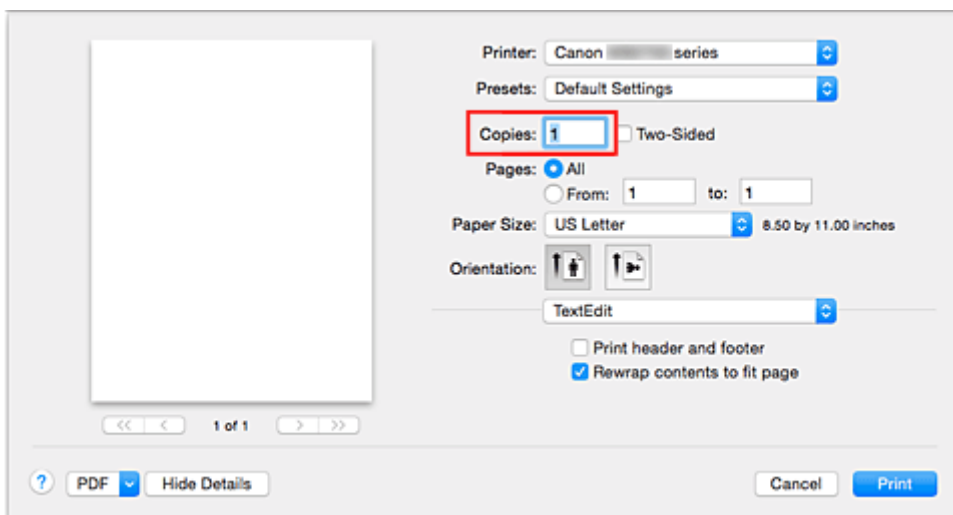 Printer: Canon series
Presets: Default Settings
Copies: 1 Two-Sided
Pages: All
From: 1 to: 1
Paper Size: US Letter 8.50 by 11.00 inches
Orientation:
TextEdit
Print header and footer
Rewrap contents to fit page
<< < 1 of 1 > >>
? PDF Hide Details Cancel Print